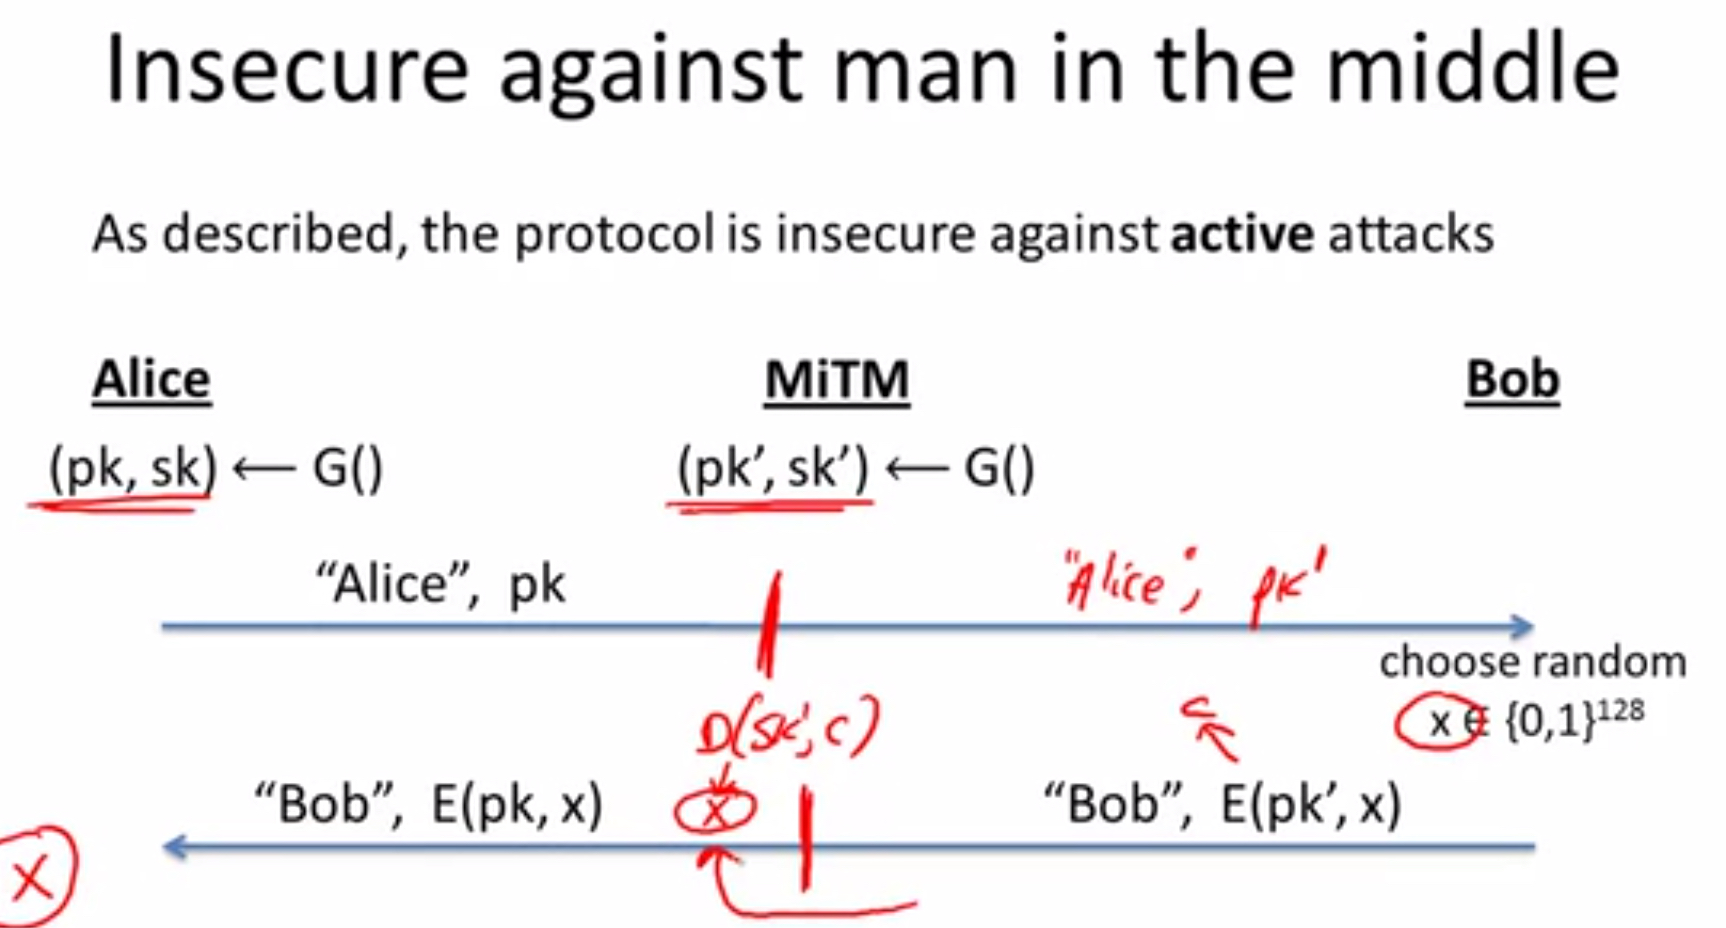 Insecure against man in the middle
As described, the protocol is insecure against active attacks
Alice MiTM Bob
(pk, sk) ⟵ G() (pk’, sk’) ⟵ G()
“Alice”, pk "Alice", pk'
choose random
D(sk', c) c x ∈ {0,1}¹²⁸
“Bob”, E(pk, x) x “Bob”, E(pk’, x)
x